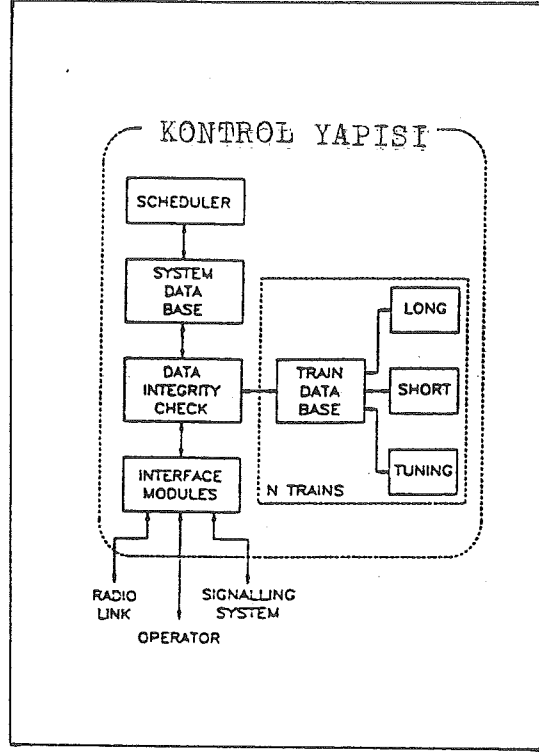 KONTROL YAPISI
SCHEDULER
SYSTEM
DATA
BASE
DATA
INTEGRITY
CHECK
INTERFACE
MODULES
TRAIN
DATA
BASE
LONG
SHORT
TUNING
N TRAINS
RADIO
LINK
OPERATOR
SIGNALLING
SYSTEM